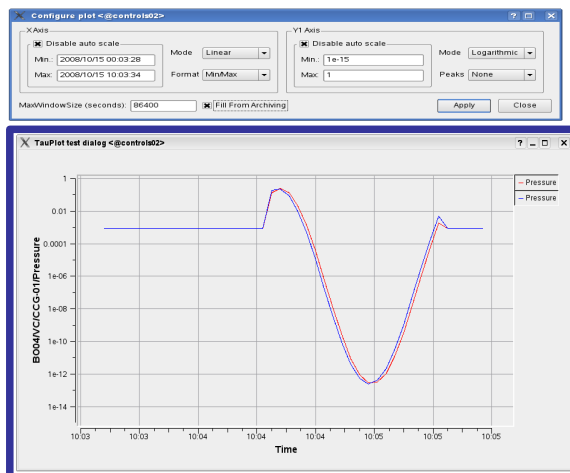 Configure plot <@controls02>
X Axis
Disable auto scale
Min.: 2008/10/15 00:03:28
Max: 2008/10/15 10:03:34
Mode Linear
Format Min/Max
Y1 Axis
Disable auto scale
Min.: 1e-15
Max: 1
Mode Logarithmic
Peaks None
MaxWindowSize (seconds): 86400
Fill From Archiving
Apply
Close
TauPlot test dialog <@controls02>
Pressure
Pressure
1
0.01
0.0001
1e-06
1e-08
1e-10
1e-12
1e-14
BO04/VC/CCG-01/Pressure
10:03 10:03 10:04 10:04 10:04 10:05 10:05 10:05
Time